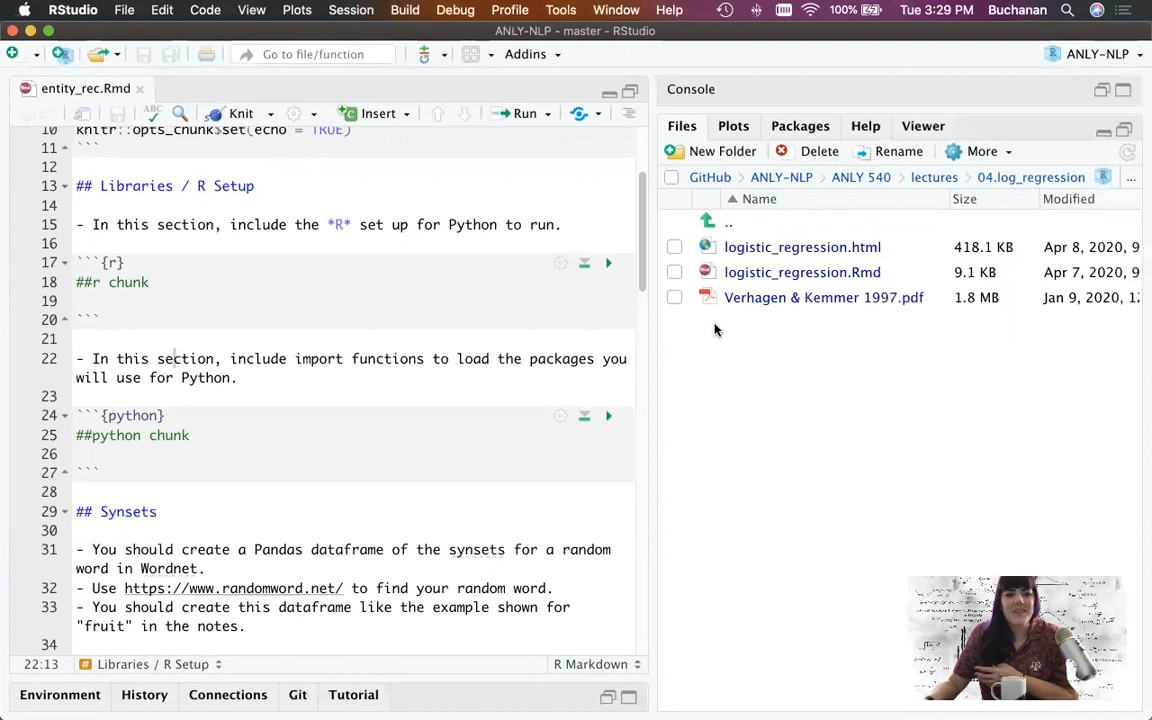 RStudio File Edit Code View Plots Session Build Debug Profile Tools Window Help 100% Tue 3:29 PM Buchanan
ANLY-NLP - master - RStudio
Go to file/function Addins ANLY-NLP
entity_rec.Rmd
ABC Knit Insert Run
10 knitr::opts_chunk$set(echo = TRUE)
11 ```
12
13 ## Libraries / R Setup
14
15 - In this section, include the *R* set up for Python to run.
16
17 ```{r}
18 ##r chunk
19
20 ```
21
22 - In this section, include import functions to load the packages you
will use for Python.
23
24 ```{python}
25 ##python chunk
26
27 ```
28
29 ## Synsets
30
31 - You should create a Pandas dataframe of the synsets for a random
word in Wordnet.
32 - Use https://www.randomword.net/ to find your random word.
33 - You should create this dataframe like the example shown for
"fruit" in the notes.
34
22:13 # Libraries / R Setup R Markdown
Environment History Connections Git Tutorial
Console
Files Plots Packages Help Viewer
New Folder Delete Rename More
GitHub ANLY-NLP ANLY 540 lectures 04.log_regression ...
Name Size Modified
..
logistic_regression.html 418.1 KB Apr 8, 2020, 9
logistic_regression.Rmd 9.1 KB Apr 7, 2020, 9
Verhagen & Kemmer 1997.pdf 1.8 MB Jan 9, 2020, 12